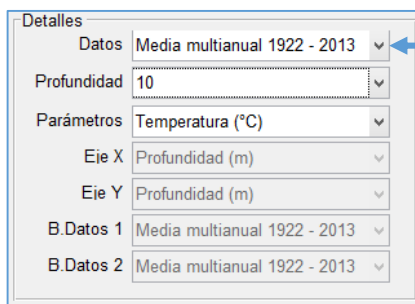 Detalles
Datos Media multianual 1922 - 2013
Profundidad 10
Parámetros Temperatura (°C)
Eje X Profundidad (m)
Eje Y Profundidad (m)
B.Datos 1 Media multianual 1922 - 2013
B.Datos 2 Media multianual 1922 - 2013